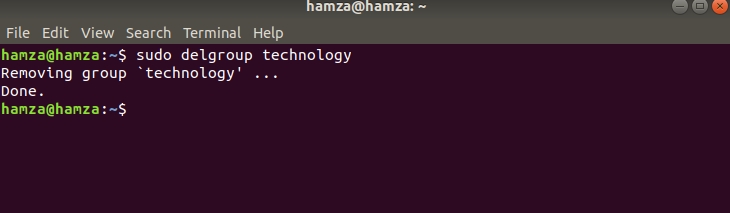 hamza@hamza: ~
File Edit View Search Terminal Help
hamza@hamza:~$ sudo delgroup technology
Removing group `technology' ...
Done.
hamza@hamza:~$